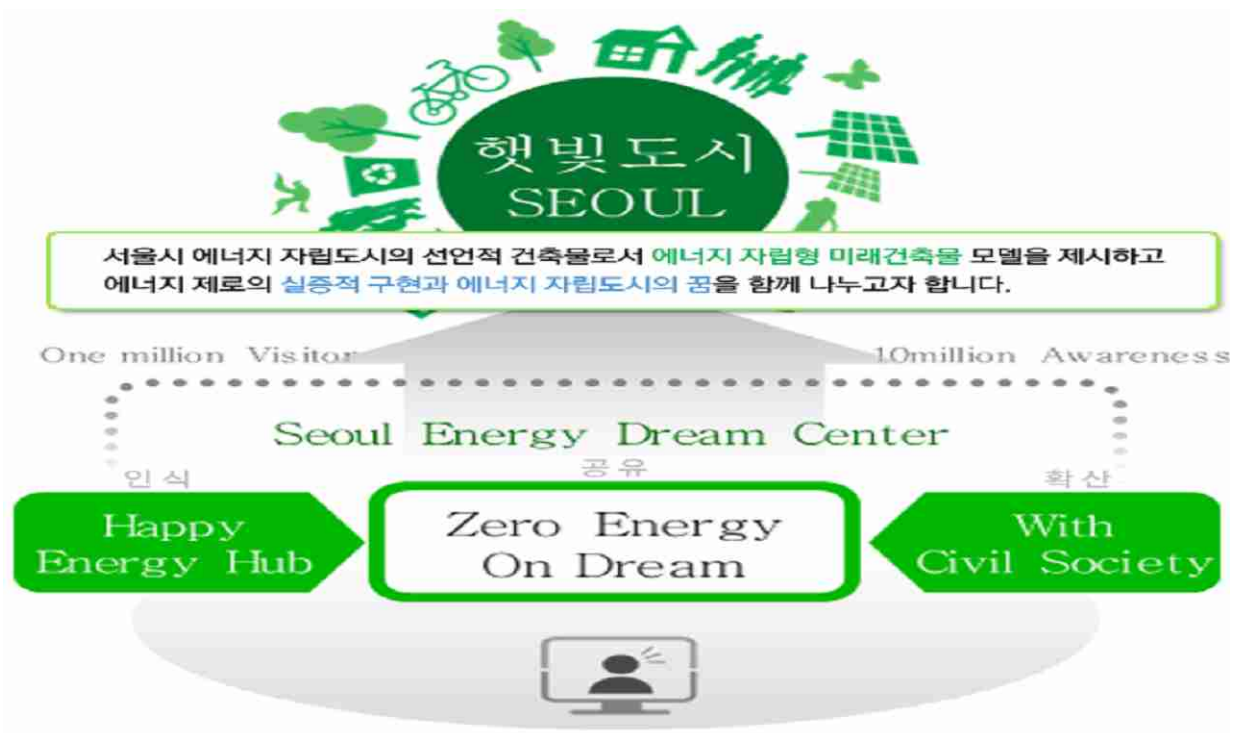 햇빛도시
SEOUL
서울시 에너지 자립도시의 선언적 건축물로서 에너지 자립형 미래건축물 모델을 제시하고
에너지 제로의 실증적 구현과 에너지 자립도시의 꿈을 함께 나누고자 합니다.
One million Visitor
10million Awareness
Seoul Energy Dream Center
인식
공유
확산
Happy
Energy Hub
Zero Energy
On Dream
With
Civil Society